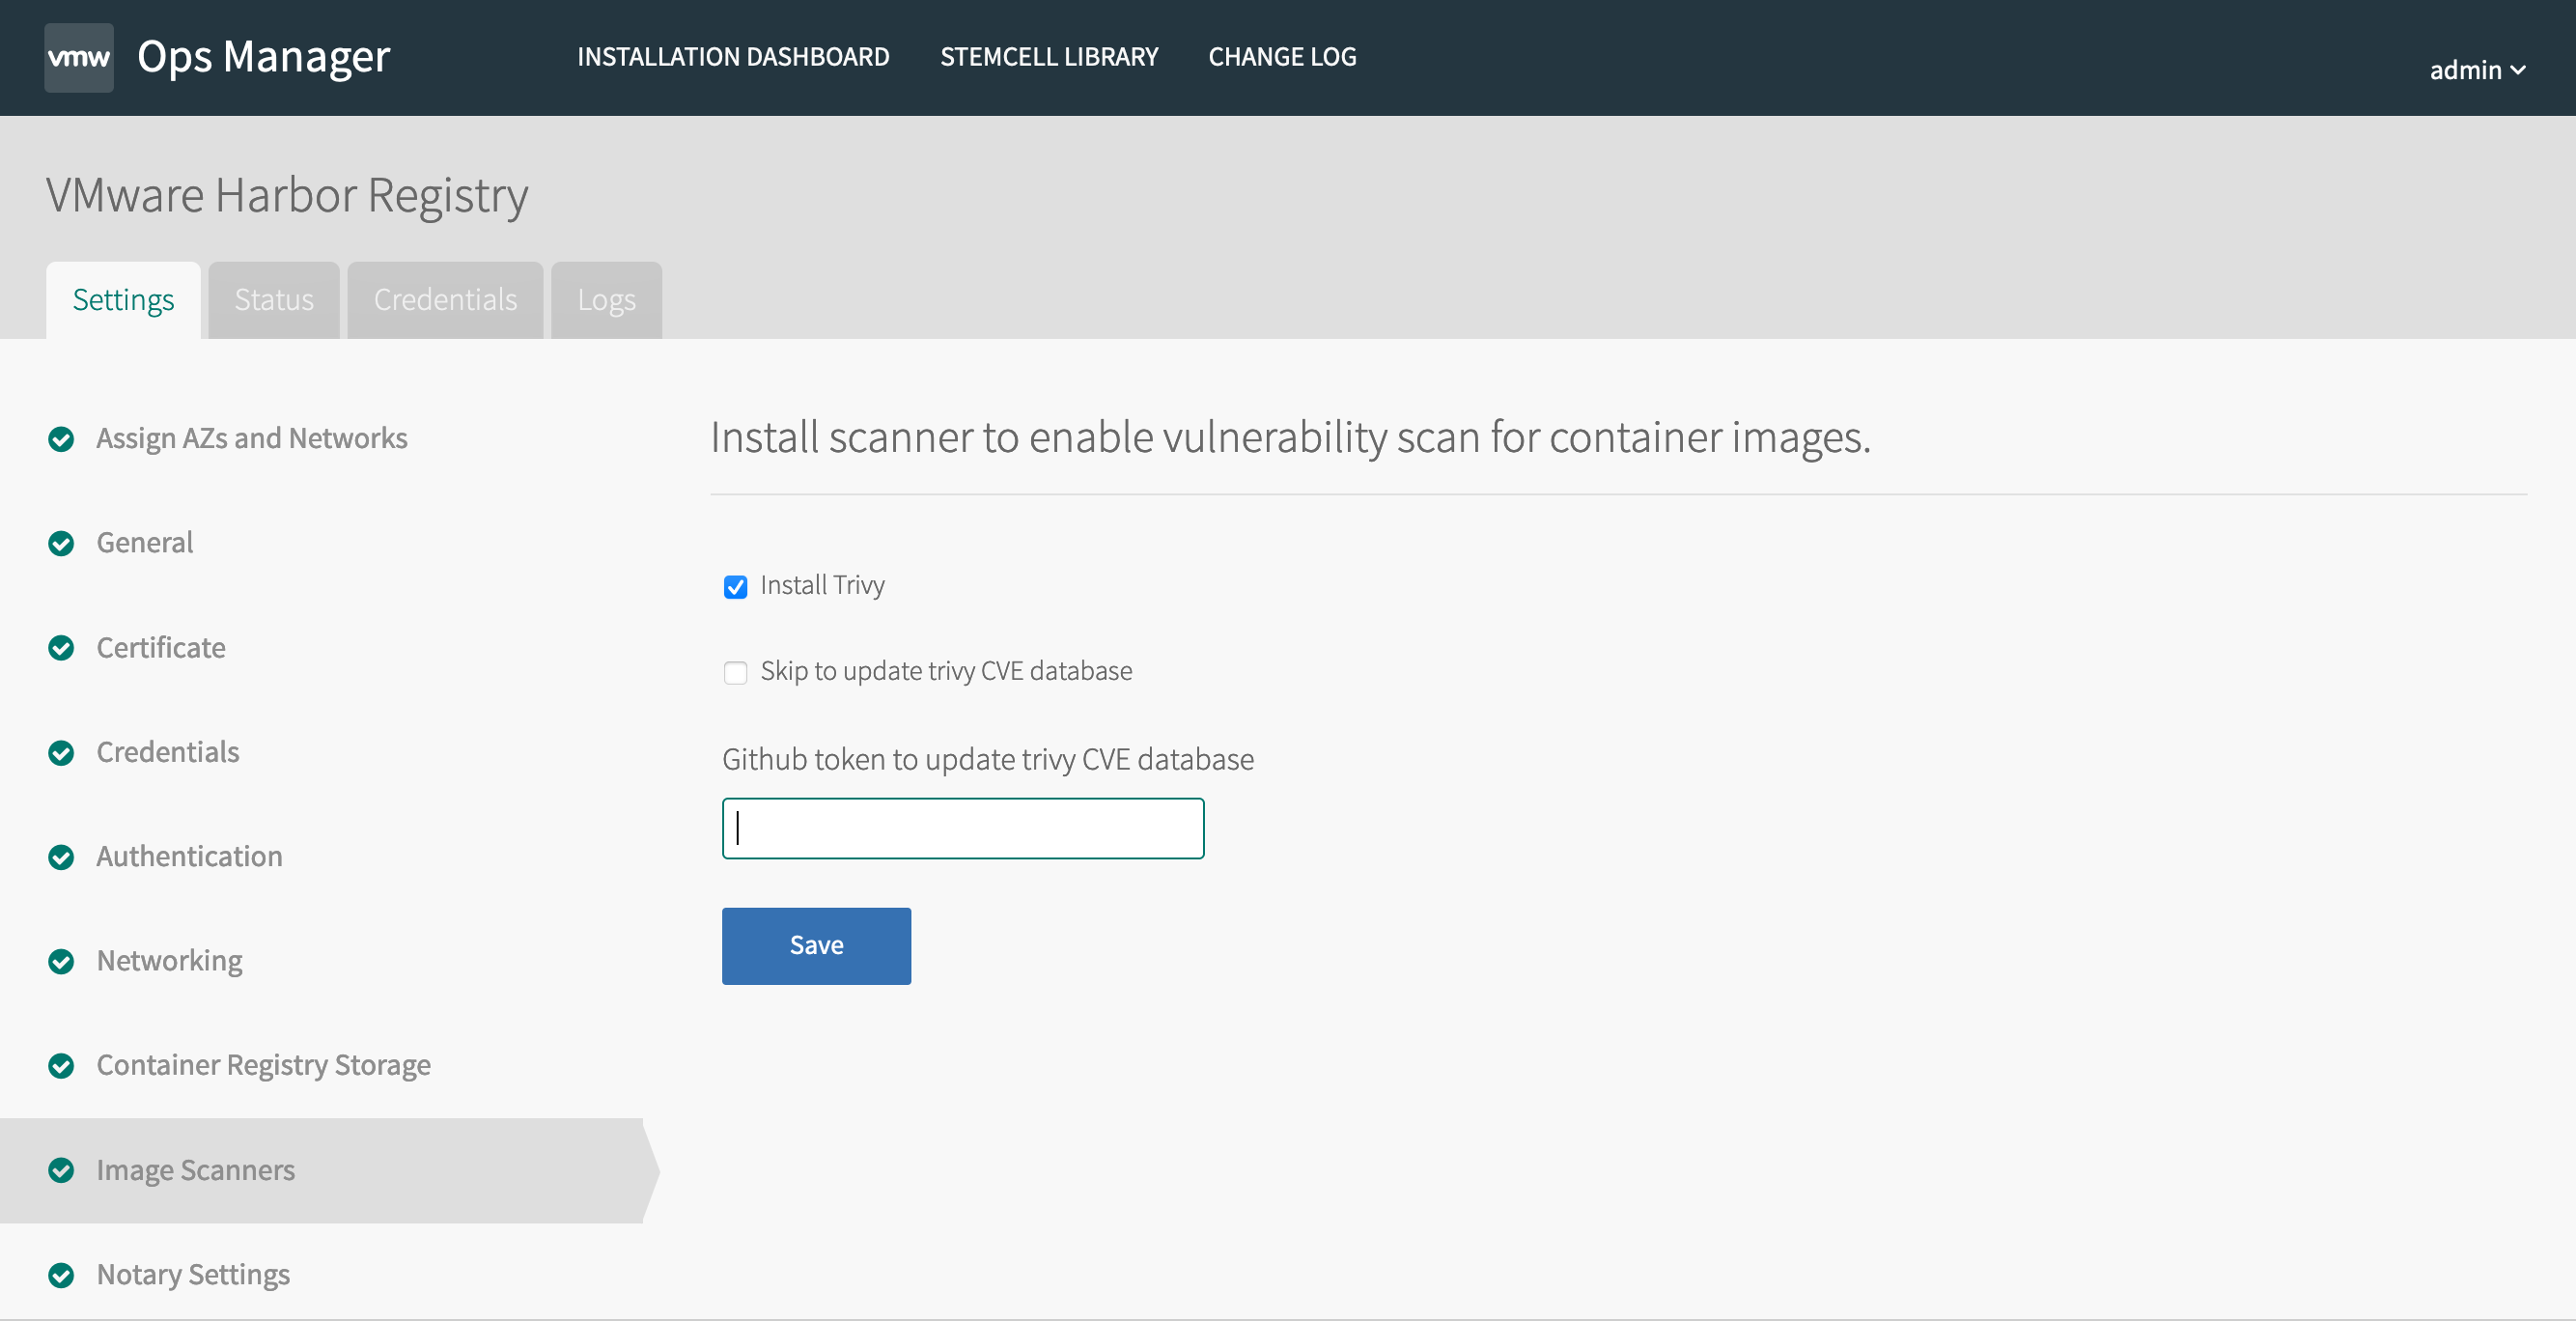 vmw Ops Manager INSTALLATION DASHBOARD STEMCELL LIBRARY CHANGE LOG admin
VMware Harbor Registry
Settings Status Credentials Logs
Assign AZs and Networks
General
Certificate
Credentials
Authentication
Networking
Container Registry Storage
Image Scanners
Notary Settings
Install scanner to enable vulnerability scan for container images.
Install Trivy
Skip to update trivy CVE database
Github token to update trivy CVE database
Save